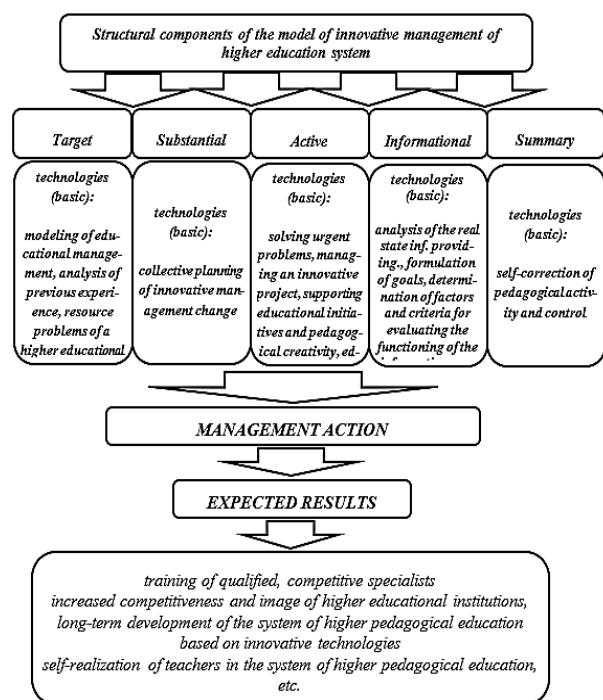 Structural components of the model of innovative management of
higher education system
Target
Substantial
Active
Informational
Summary
technologies
(basic):
modeling of edu-
cational manage-
ment, analysis of
previous experi-
ence, resource
problems of a
higher educational
technologies
(basic):
collective planning
of innovative man-
agement change
technologies
(basic):
solving urgent
problems, manag-
ing an innovative
project, supporting
educational initia-
tives and pedagog-
ical creativity, ed-
technologies
(basic):
analysis of the real
state inf. provid-
ing., formulation
of goals, determina-
tion of factors
and criteria for
evaluating the
functioning of the
technologies
(basic):
self-correction of
pedagogical activ-
ity and control
MANAGEMENT ACTION
EXPECTED RESULTS
training of qualified, competitive specialists
increased competitiveness and image of higher educational institutions,
long-term development of the system of higher pedagogical education
based on innovative technologies
self-realization of teachers in the system of higher pedagogical education,
etc.